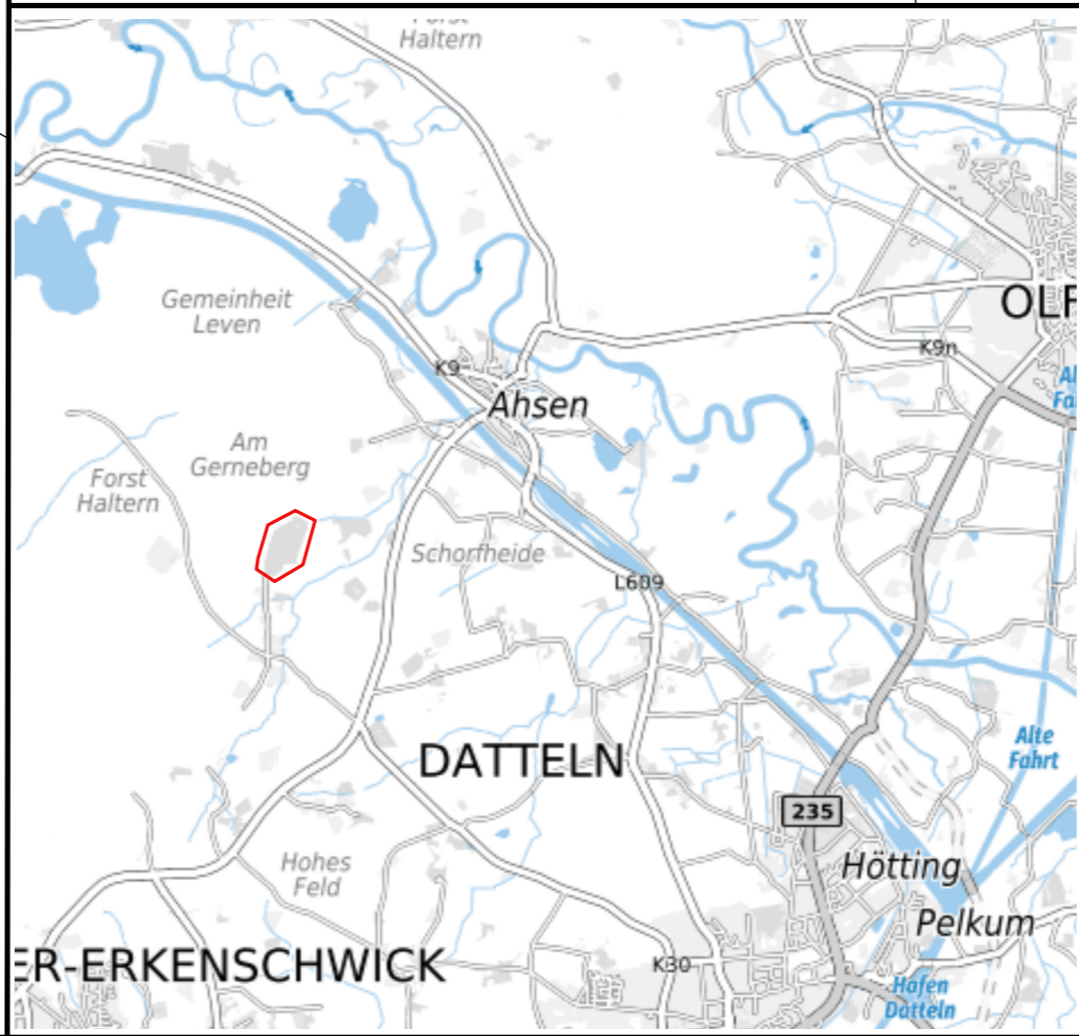 Haltern
Gemeinheit
Leven
OLF
K9n
K9
Ahsen
Am
Gerneberg
Forst
Haltern
Schorfheide
L609
DATTELN
Alte
Fahrt
235
Hohes
Feld
Hötting
Pelkum
ER-ERKENSCHWICK
K30
Hafen
Datteln